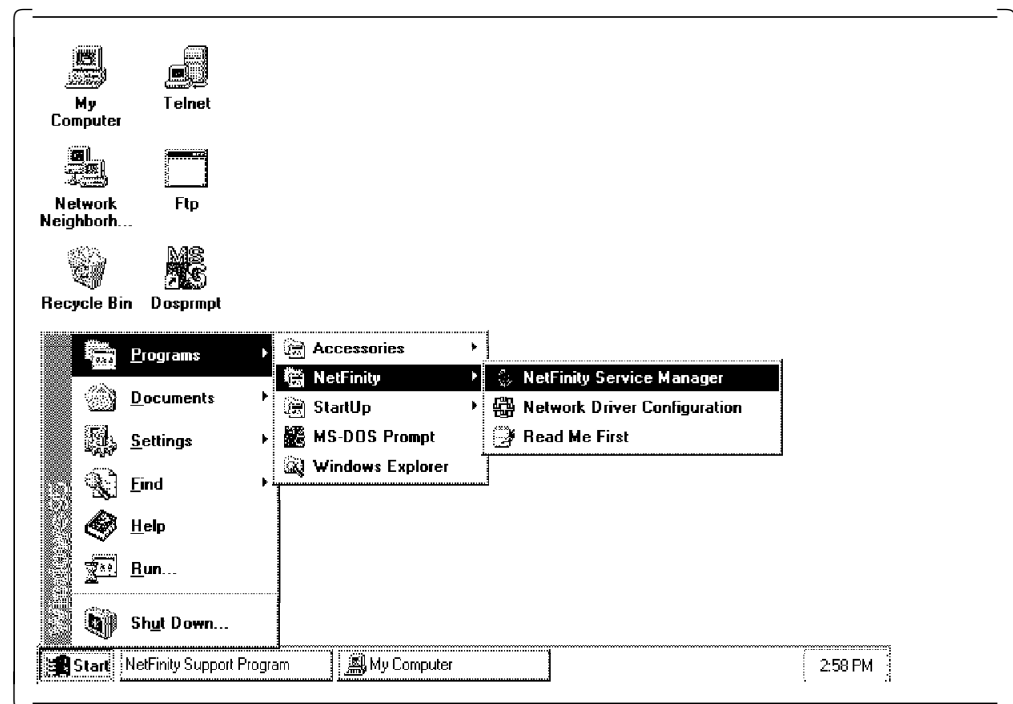 My Computer
Telnet
Network Neighborh...
Ftp
Recycle Bin
Dosprmpt
MS
Programs
Documents
Settings
Find
Help
Run...
Shut Down...
Windows95
Accessories
NetFinity
StartUp
MS-DOS Prompt
Windows Explorer
NetFinity Service Manager
Network Driver Configuration
Read Me First
Start
NetFinity Support Program
My Computer
2:58 PM